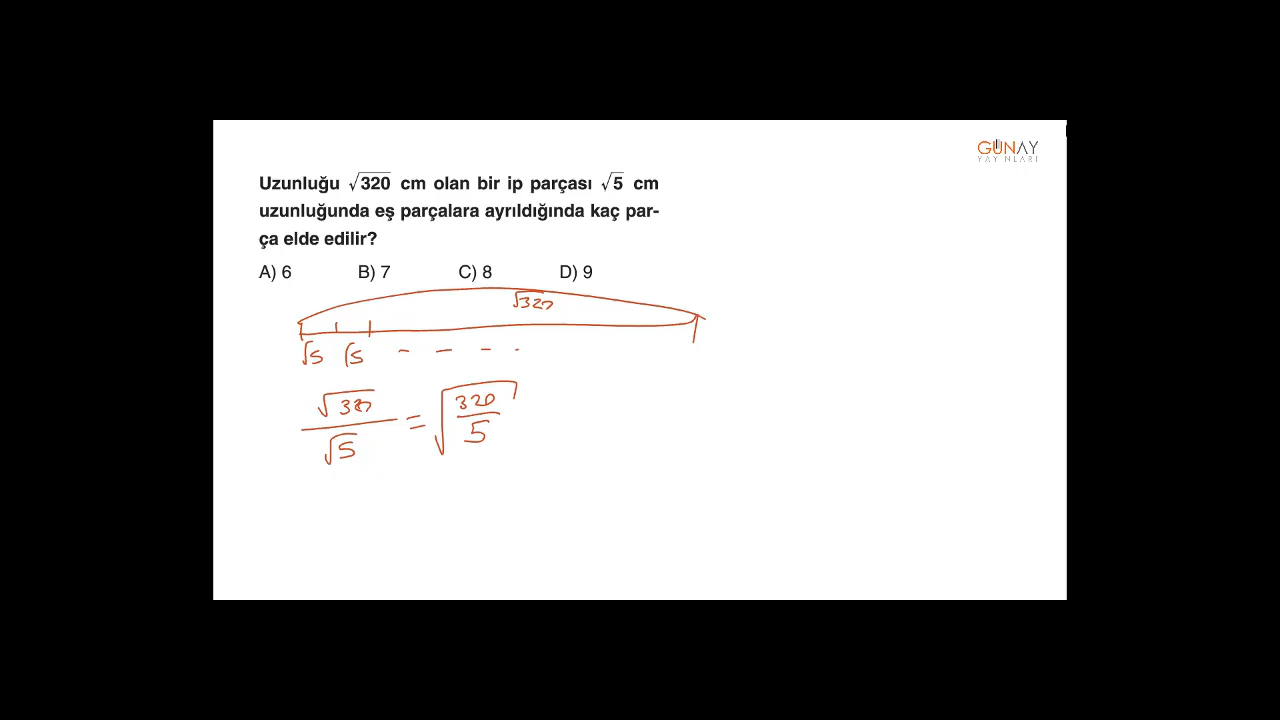 GÜNAY
YAYINLARI
Uzunluğu √320 cm olan bir ip parçası √5 cm
uzunluğunda eş parçalara ayrıldığında kaç par-
ça elde edilir?
A) 6 B) 7 C) 8 D) 9
√320
√5 √5 - - - -
√320 / √5 = √(320/5)